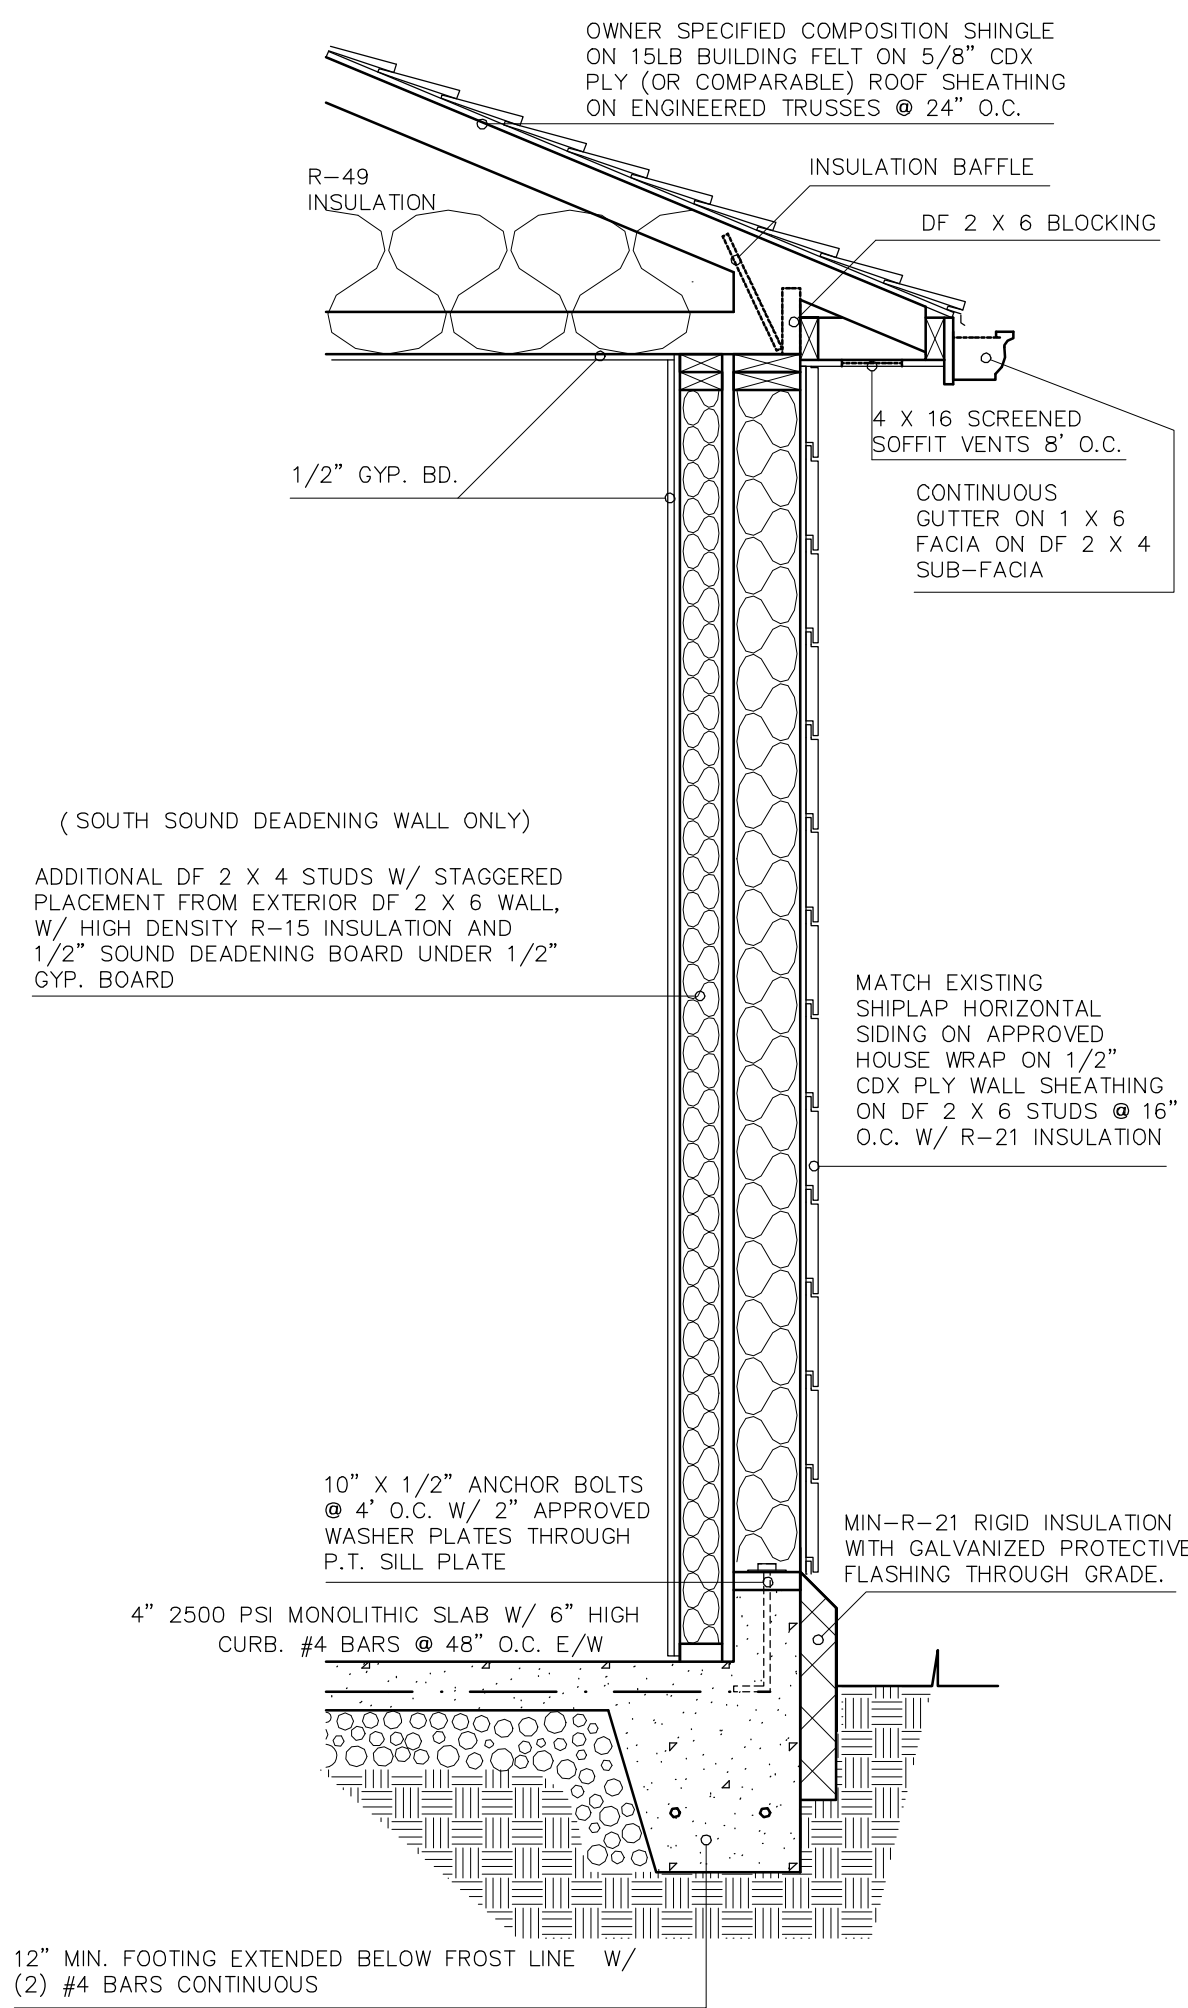 OWNER SPECIFIED COMPOSITION SHINGLE
ON 15LB BUILDING FELT ON 5/8" CDX
PLY (OR COMPARABLE) ROOF SHEATHING
ON ENGINEERED TRUSSES @ 24" O.C.
INSULATION BAFFLE
R-49
INSULATION
DF 2 X 6 BLOCKING
4 X 16 SCREENED
SOFFIT VENTS 8' O.C.
1/2" GYP. BD.
CONTINUOUS
GUTTER ON 1 X 6
FACIA ON DF 2 X 4
SUB-FACIA
(SOUTH SOUND DEADENING WALL ONLY)
ADDITIONAL DF 2 X 4 STUDS W/ STAGGERED
PLACEMENT FROM EXTERIOR DF 2 X 6 WALL,
W/ HIGH DENSITY R-15 INSULATION AND
1/2" SOUND DEADENING BOARD UNDER 1/2"
GYP. BOARD
MATCH EXISTING
SHIPLAP HORIZONTAL
SIDING ON APPROVED
HOUSE WRAP ON 1/2"
CDX PLY WALL SHEATHING
ON DF 2 X 6 STUDS @ 16"
O.C. W/ R-21 INSULATION
10" X 1/2" ANCHOR BOLTS
@ 4' O.C. W/ 2" APPROVED
WASHER PLATES THROUGH
P.T. SILL PLATE
MIN-R-21 RIGID INSULATION
WITH GALVANIZED PROTECTIVE
FLASHING THROUGH GRADE.
4" 2500 PSI MONOLITHIC SLAB W/ 6" HIGH
CURB. #4 BARS @ 48" O.C. E/W
12" MIN. FOOTING EXTENDED BELOW FROST LINE W/
(2) #4 BARS CONTINUOUS